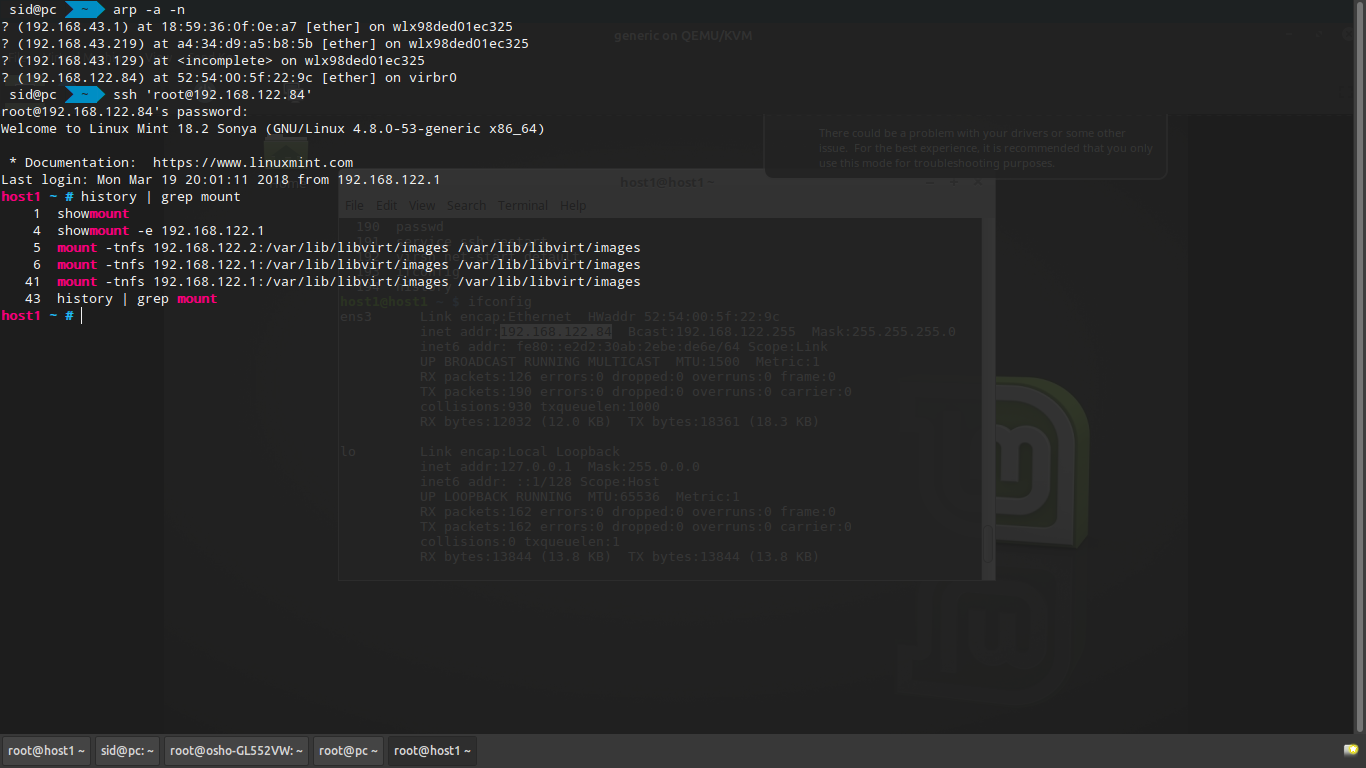 sid@pc ~ arp -a -n
? (192.168.43.1) at 18:59:36:0f:0e:a7 [ether] on wlx98ded01ec325
? (192.168.43.219) at a4:34:d9:a5:b8:5b [ether] on wlx98ded01ec325
? (192.168.43.129) at <incomplete> on wlx98ded01ec325
? (192.168.122.84) at 52:54:00:5f:22:9c [ether] on virbr0
sid@pc ~ ssh 'root@192.168.122.84'
root@192.168.122.84's password:
Welcome to Linux Mint 18.2 Sonya (GNU/Linux 4.8.0-53-generic x86_64)
* Documentation:  https://www.linuxmint.com
Last login: Mon Mar 19 20:01:11 2018 from 192.168.122.1
host1 ~ # history | grep mount
1  showmount
4  showmount -e 192.168.122.1
5  mount -tnfs 192.168.122.2:/var/lib/libvirt/images /var/lib/libvirt/images
6  mount -tnfs 192.168.122.1:/var/lib/libvirt/images /var/lib/libvirt/images
41  mount -tnfs 192.168.122.1:/var/lib/libvirt/images /var/lib/libvirt/images
43  history | grep mount
host1 ~ #
generic on QEMU/KVM
There could be a problem with your drivers or some other
issue.  For the best experience, it is recommended that you only
use this mode for troubleshooting purposes.
host1@host1 ~
File Edit View Search Terminal Help
190  passwd
host1@host1 ~ $ ifconfig
ens3      Link encap:Ethernet  HWaddr 52:54:00:5f:22:9c
inet addr:192.168.122.84  Bcast:192.168.122.255  Mask:255.255.255.0
inet6 addr: fe80::e2d2:30ab:2ebe:de6e/64 Scope:Link
UP BROADCAST RUNNING MULTICAST  MTU:1500  Metric:1
RX packets:126 errors:0 dropped:0 overruns:0 frame:0
TX packets:190 errors:0 dropped:0 overruns:0 carrier:0
collisions:930 txqueuelen:1000
RX bytes:12032 (12.0 KB)  TX bytes:18361 (18.3 KB)
lo        Link encap:Local Loopback
inet addr:127.0.0.1  Mask:255.0.0.0
inet6 addr: ::1/128 Scope:Host
UP LOOPBACK RUNNING  MTU:65536  Metric:1
RX packets:162 errors:0 dropped:0 overruns:0 frame:0
TX packets:162 errors:0 dropped:0 overruns:0 carrier:0
collisions:0 txqueuelen:1
RX bytes:13844 (13.8 KB)  TX bytes:13844 (13.8 KB)
root@host1 ~
sid@pc: ~
root@osho-GL552VW: ~
root@pc ~
root@host1 ~